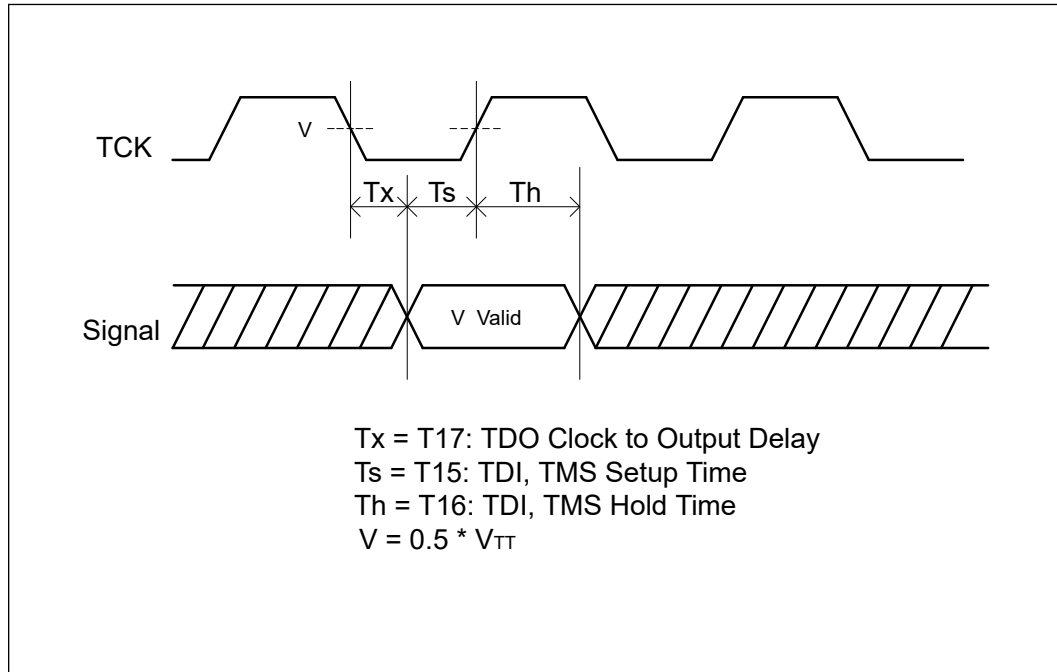 V
TCK
Tx Ts Th
Signal
V Valid
Tx = T17: TDO Clock to Output Delay
Ts = T15: TDI, TMS Setup Time
Th = T16: TDI, TMS Hold Time
V = 0.5 * VTT